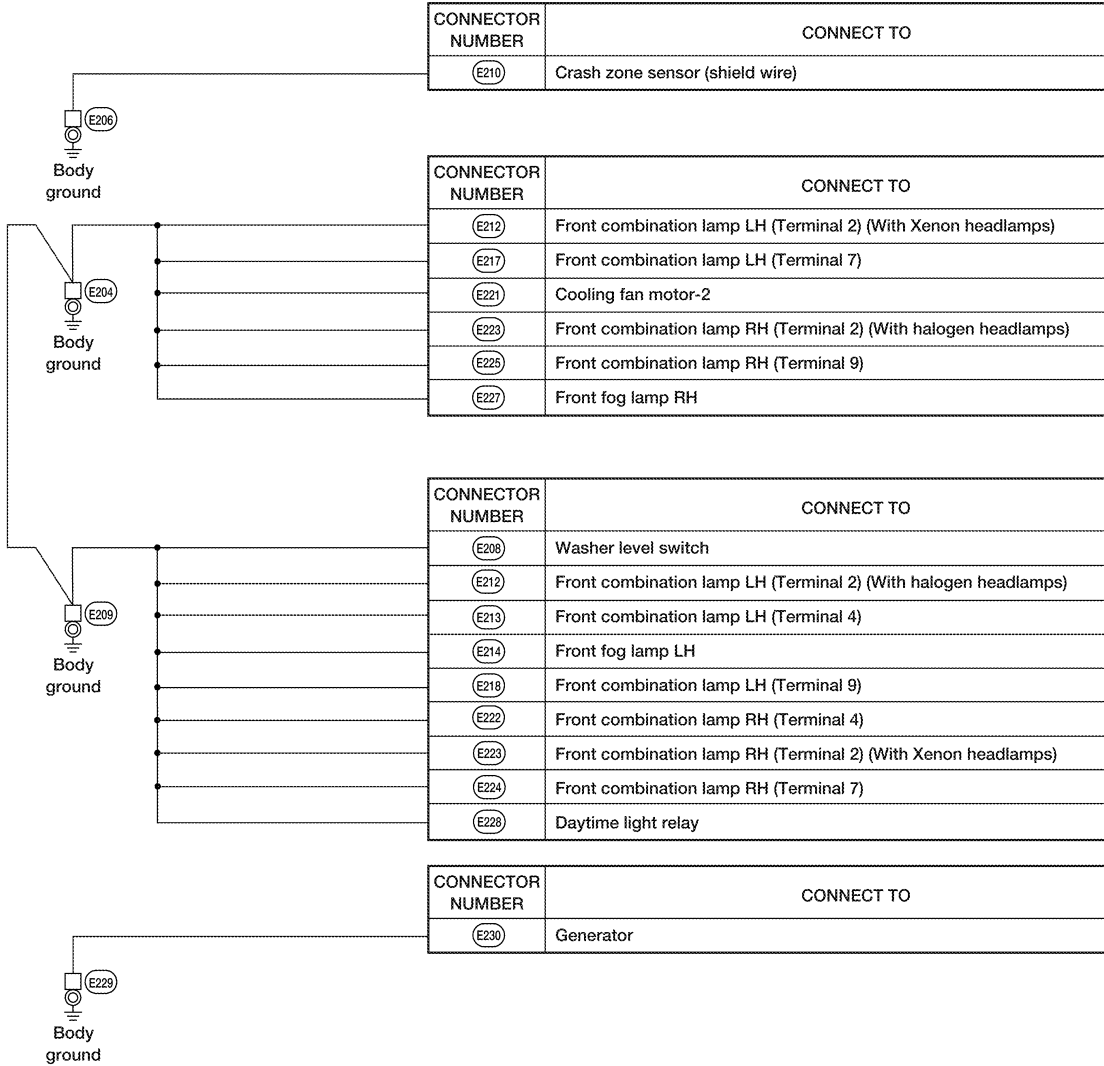 CONNECTOR NUMBER CONNECT TO
E210 Crash zone sensor (shield wire)
E206
Body
ground
CONNECTOR NUMBER CONNECT TO
E212 Front combination lamp LH (Terminal 2) (With Xenon headlamps)
E217 Front combination lamp LH (Terminal 7)
E204
E221 Cooling fan motor-2
E223 Front combination lamp RH (Terminal 2) (With halogen headlamps)
Body
ground
E225 Front combination lamp RH (Terminal 9)
E227 Front fog lamp RH
CONNECTOR NUMBER CONNECT TO
E208 Washer level switch
E212 Front combination lamp LH (Terminal 2) (With halogen headlamps)
E209
E213 Front combination lamp LH (Terminal 4)
E214 Front fog lamp LH
Body
ground
E218 Front combination lamp LH (Terminal 9)
E222 Front combination lamp RH (Terminal 4)
E223 Front combination lamp RH (Terminal 2) (With Xenon headlamps)
E224 Front combination lamp RH (Terminal 7)
E228 Daytime light relay
CONNECTOR NUMBER CONNECT TO
E230 Generator
E229
Body
ground